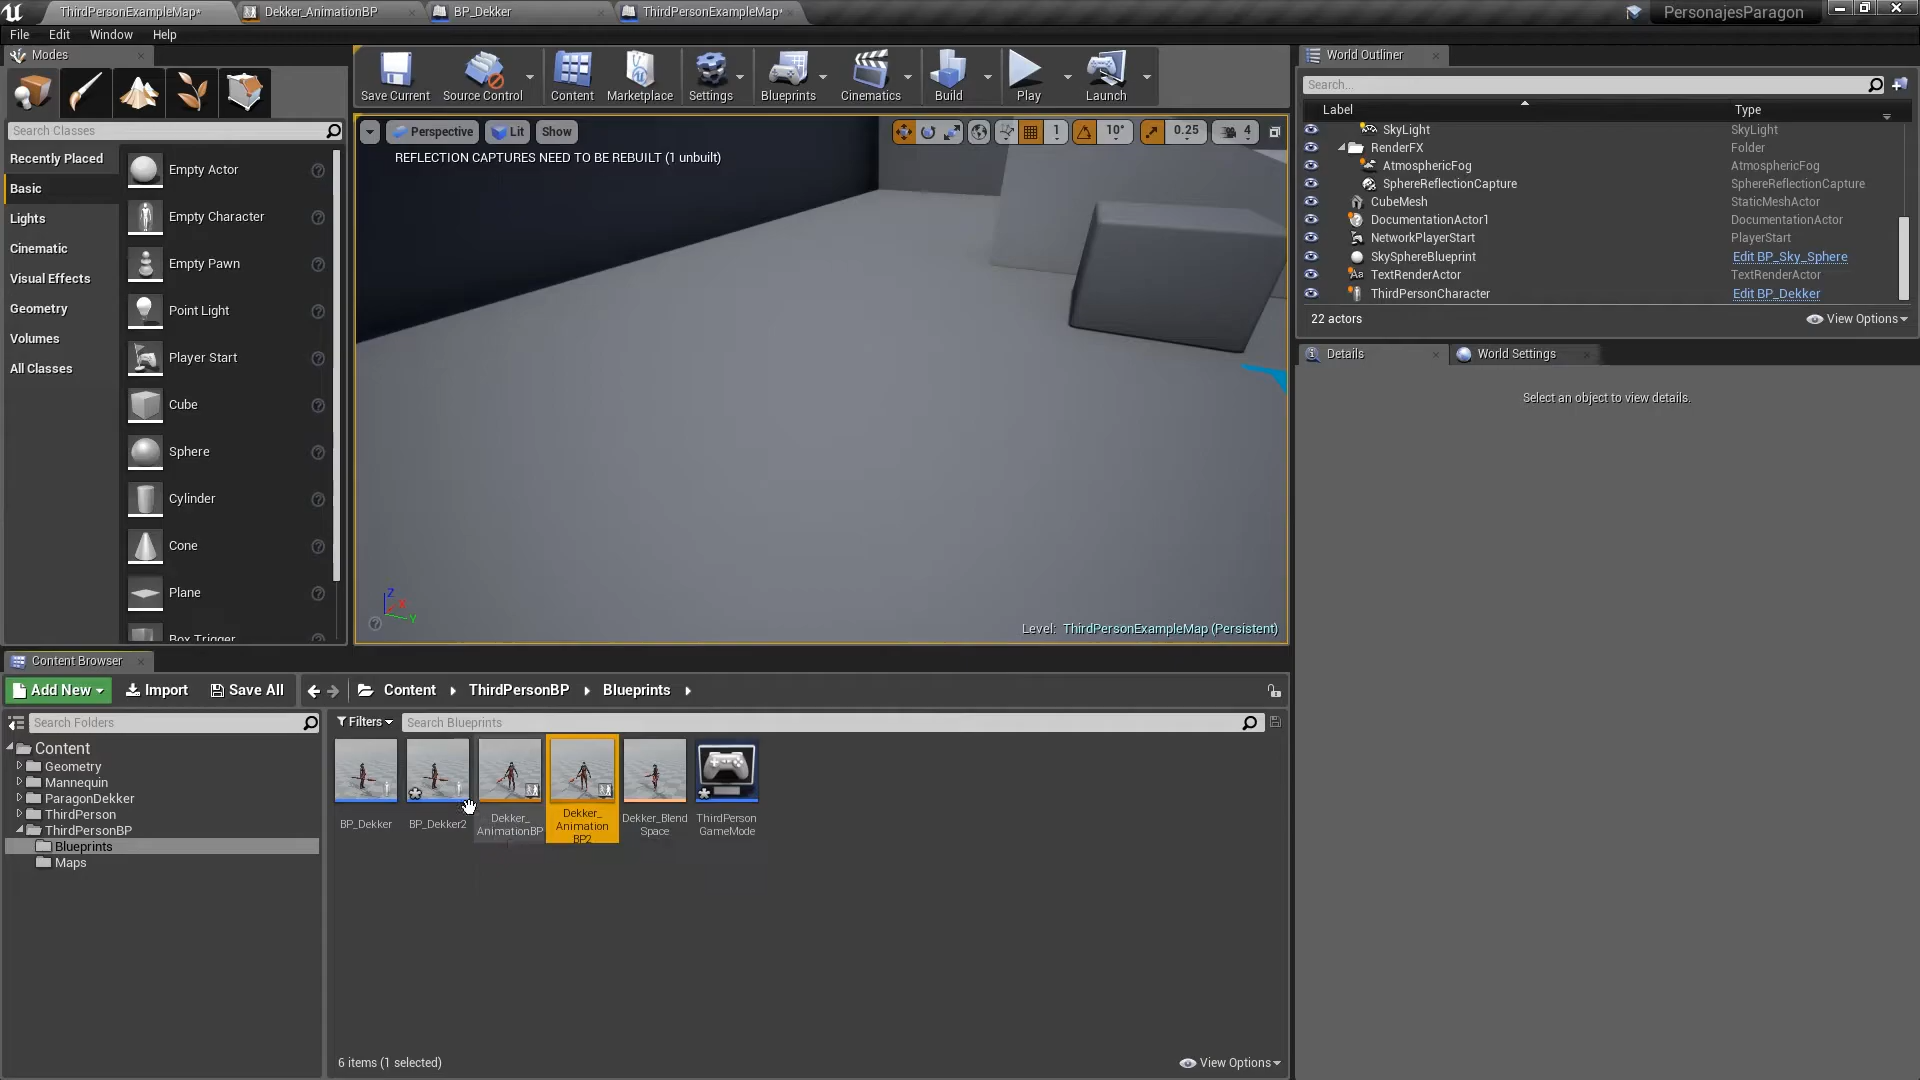 ThirdPersonExampleMap*
Dekker_AnimationBP
BP_Dekker
ThirdPersonExampleMap*
PersonajesParagon
File Edit Window Help
Modes
Search Classes
Recently Placed
Basic
Lights
Cinematic
Visual Effects
Geometry
Volumes
All Classes
Empty Actor
Empty Character
Empty Pawn
Point Light
Player Start
Cube
Sphere
Cylinder
Cone
Plane
Box Trigger
Save Current
Source Control
Content
Marketplace
Settings
Blueprints
Cinematics
Build
Play
Launch
Perspective
Lit
Show
1
10°
0.25
4
REFLECTION CAPTURES NEED TO BE REBUILT (1 unbuilt)
Z
X
Y
Level: ThirdPersonExampleMap (Persistent)
World Outliner
Search...
Label Type
SkyLight SkyLight
RenderFX Folder
AtmosphericFog AtmosphericFog
SphereReflectionCapture SphereReflectionCapture
CubeMesh StaticMeshActor
DocumentationActor1 DocumentationActor
NetworkPlayerStart PlayerStart
SkySphereBlueprint Edit BP_Sky_Sphere
TextRenderActor TextRenderActor
ThirdPersonCharacter Edit BP_Dekker
22 actors
View Options
Details
World Settings
Select an object to view details.
Content Browser
Add New
Import
Save All
Content
ThirdPersonBP
Blueprints
Search Folders
Filters
Search Blueprints
Content
Geometry
Mannequin
ParagonDekker
ThirdPerson
ThirdPersonBP
Blueprints
Maps
BP_Dekker
BP_Dekker2
Dekker_
AnimationBP
Dekker_
Animation
BP2
Dekker_Blend
Space
ThirdPerson
GameMode
6 items (1 selected)
View Options